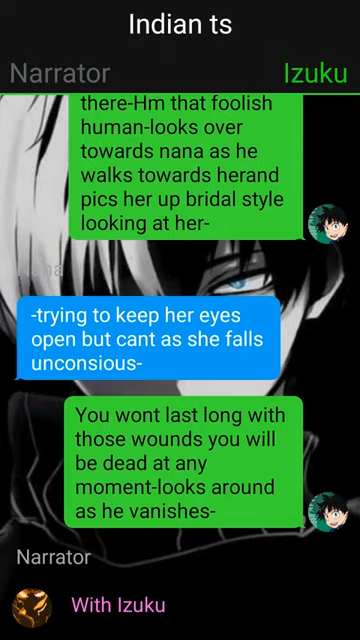 Indian ts
Narrator
Izuku
there-Hm that foolish
human-looks over
towards nana as he
walks towards herand
pics her up bridal style
looking at her-
Nana
-trying to keep her eyes
open but cant as she falls
unconsious-
You wont last long with
those wounds you will
be dead at any
moment-looks around
as he vanishes-
Narrator
With Izuku